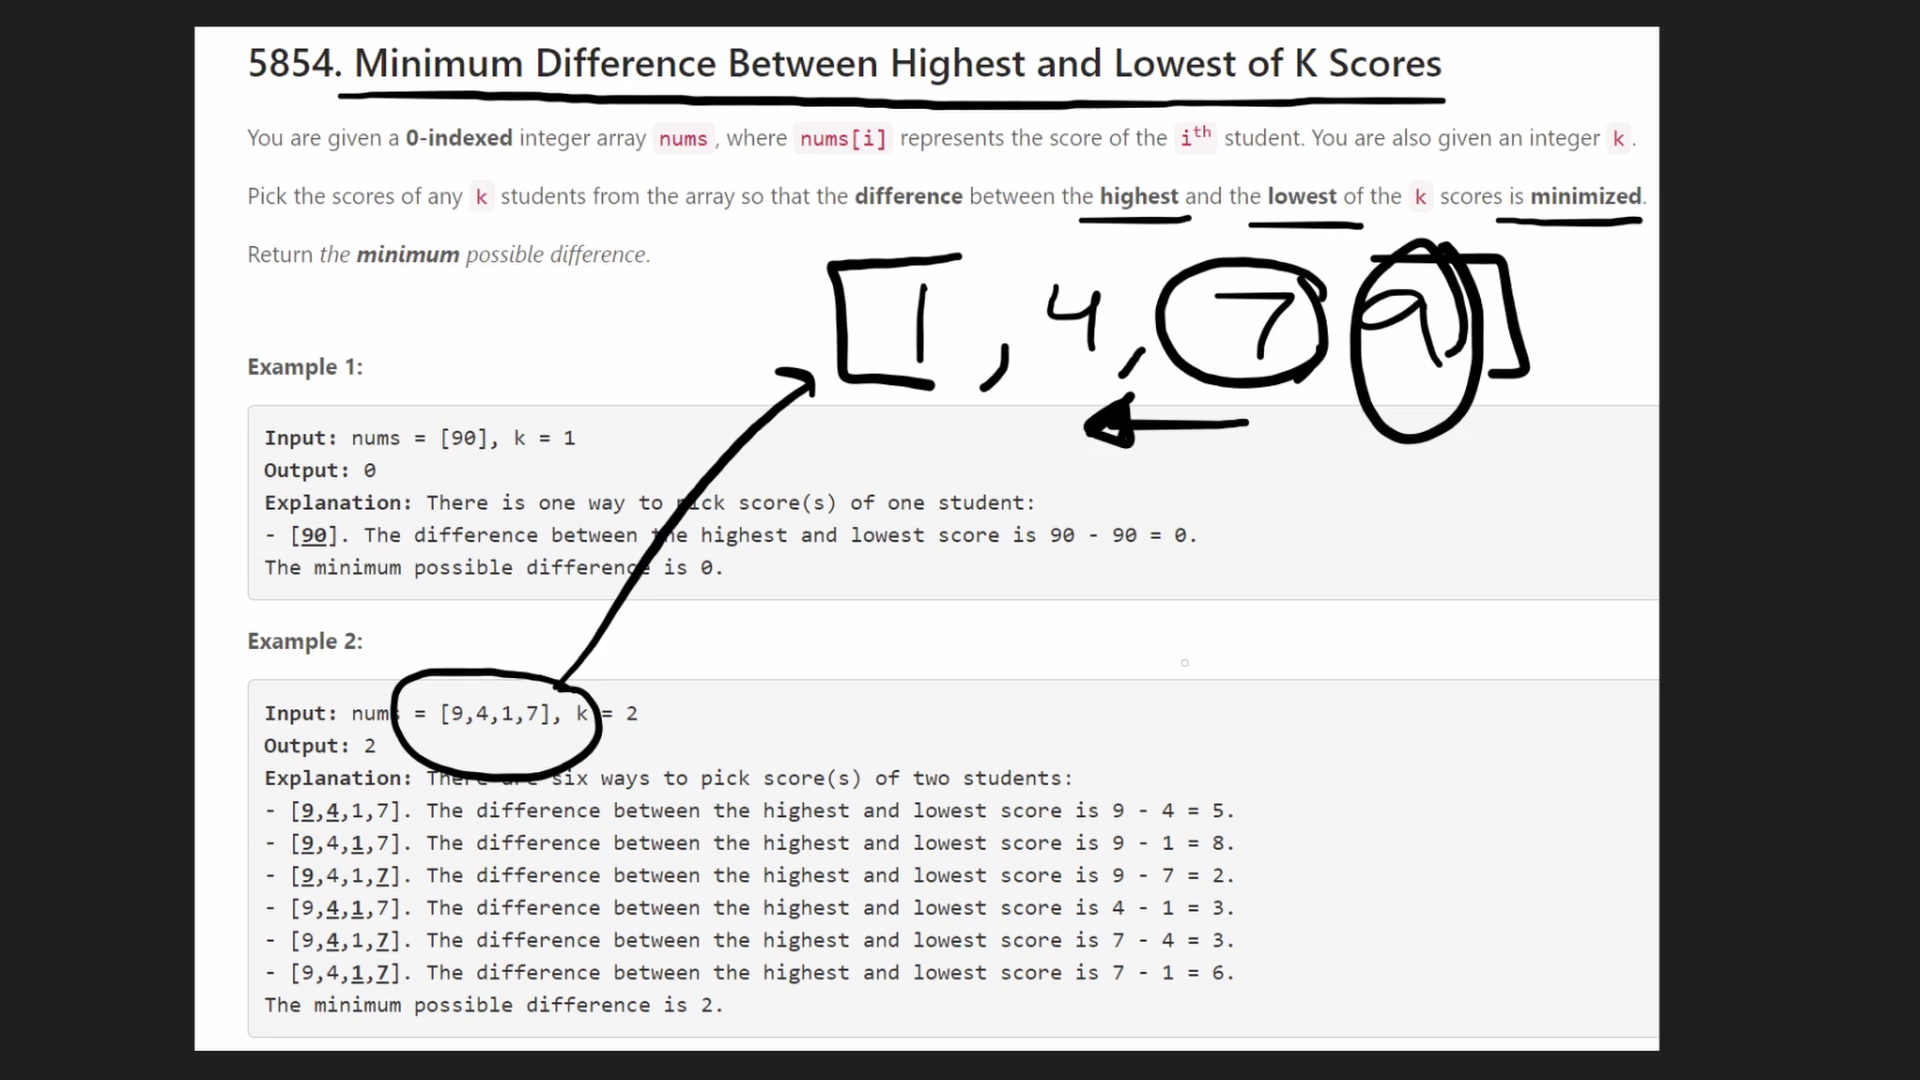 5854. Minimum Difference Between Highest and Lowest of K Scores
You are given a 0-indexed integer array nums, where nums[i] represents the score of the ith student. You are also given an integer k.
Pick the scores of any k students from the array so that the difference between the highest and the lowest of the k scores is minimized.
Return the minimum possible difference.
[1, 4, 7 9]
Example 1:
Input: nums = [90], k = 1
Output: 0
Explanation: There is one way to pick score(s) of one student:
- [90]. The difference between the highest and lowest score is 90 - 90 = 0.
The minimum possible difference is 0.
Example 2:
Input: nums = [9,4,1,7], k = 2
Output: 2
Explanation: There are six ways to pick score(s) of two students:
- [9,4,1,7]. The difference between the highest and lowest score is 9 - 4 = 5.
- [9,4,1,7]. The difference between the highest and lowest score is 9 - 1 = 8.
- [9,4,1,7]. The difference between the highest and lowest score is 9 - 7 = 2.
- [9,4,1,7]. The difference between the highest and lowest score is 4 - 1 = 3.
- [9,4,1,7]. The difference between the highest and lowest score is 7 - 4 = 3.
- [9,4,1,7]. The difference between the highest and lowest score is 7 - 1 = 6.
The minimum possible difference is 2.